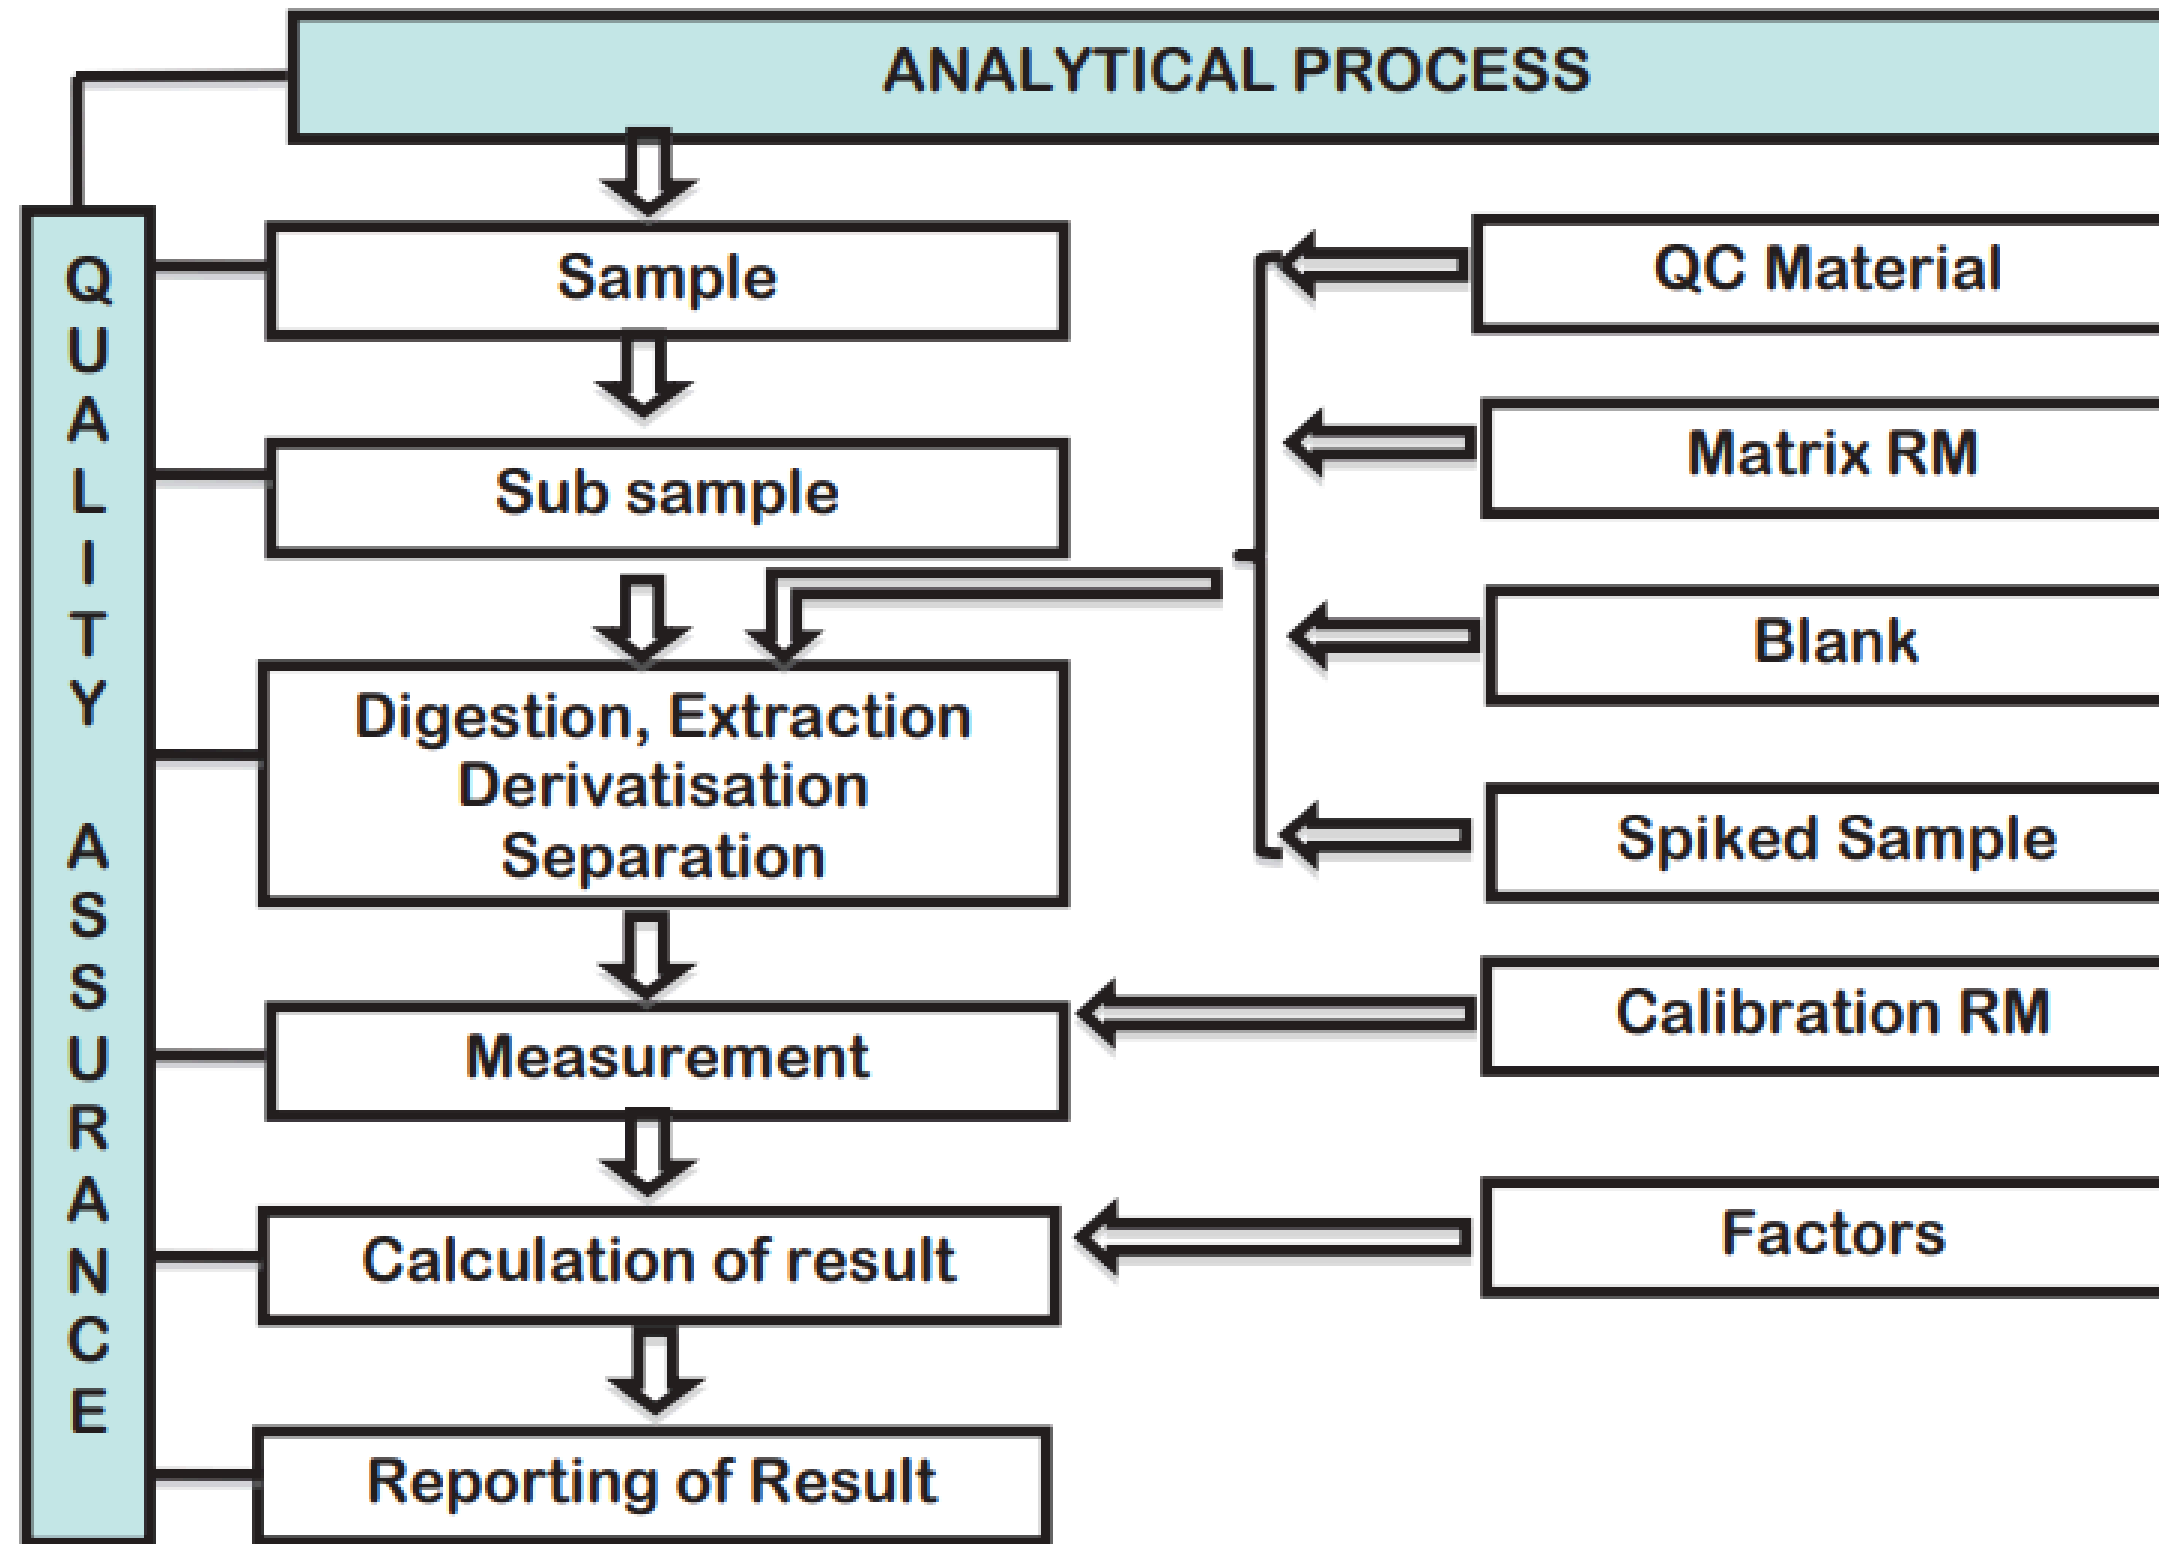 ANALYTICAL PROCESS
QUALITY ASSURANCE
Sample
Sub sample
Digestion, Extraction
Derivatisation
Separation
Measurement
Calculation of result
Reporting of Result
QC Material
Matrix RM
Blank
Spiked Sample
Calibration RM
Factors